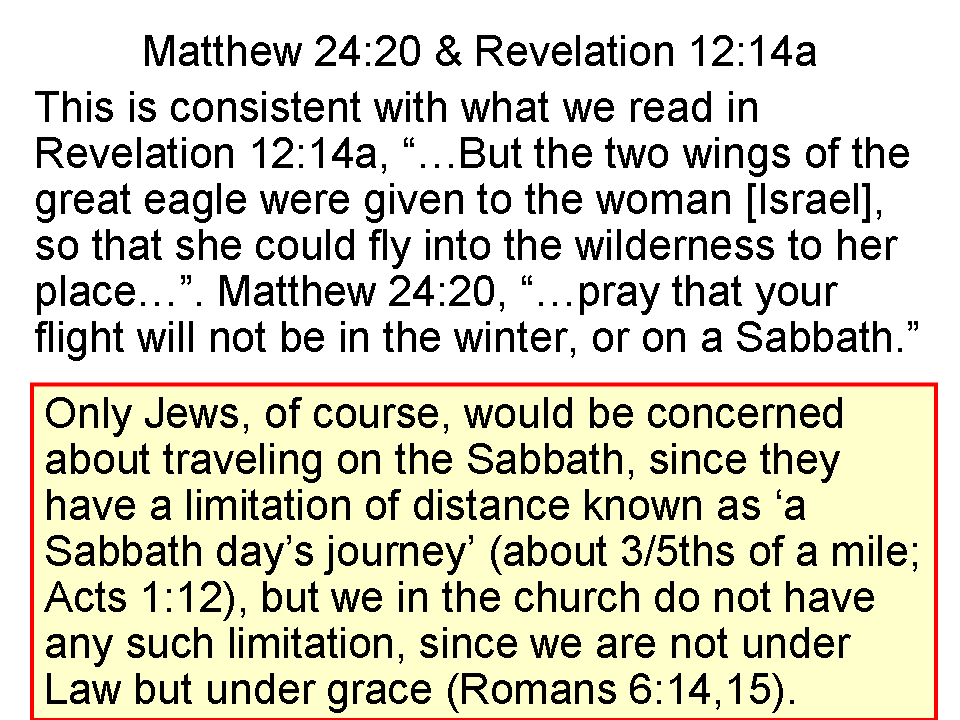 Matthew 24:20 & Revelation 12:14a
This is consistent with what we read in
Revelation 12:14a, “…But the two wings of the
great eagle were given to the woman [Israel],
so that she could fly into the wilderness to her
place…”. Matthew 24:20, “…pray that your
flight will not be in the winter, or on a Sabbath.”
Only Jews, of course, would be concerned
about traveling on the Sabbath, since they
have a limitation of distance known as ‘a
Sabbath day’s journey’ (about 3/5ths of a mile;
Acts 1:12), but we in the church do not have
any such limitation, since we are not under
Law but under grace (Romans 6:14,15).